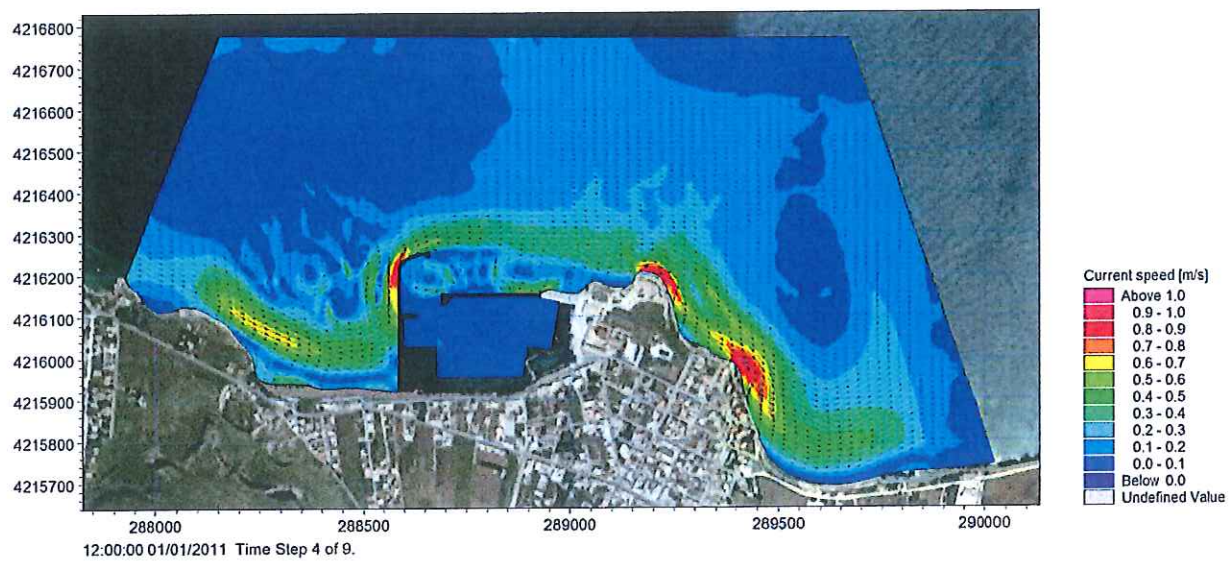 4216800
4216700
4216600
4216500
4216400
4216300
4216200
4216100
4216000
4215900
4215800
4215700
288000 288500 289000 289500 290000
12:00:00 01/01/2011 Time Step 4 of 9.
Current speed [m/s]
Above 1.0
0.9 - 1.0
0.8 - 0.9
0.7 - 0.8
0.6 - 0.7
0.5 - 0.6
0.4 - 0.5
0.3 - 0.4
0.2 - 0.3
0.1 - 0.2
0.0 - 0.1
Below 0.0
Undefined Value